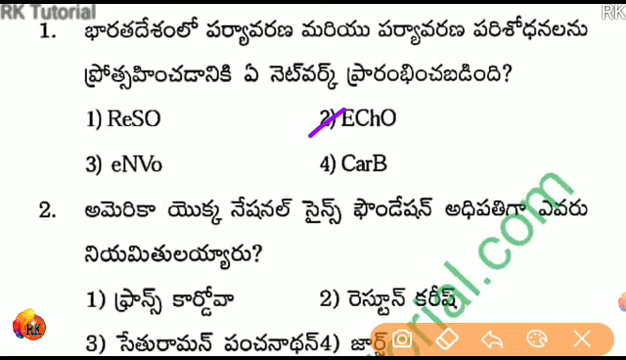 RK Tutorial
RK
1. భారతదేశంలో పర్యావరణ మరియు పర్యావరణ పరిశోధనలను
ప్రోత్సహించడానికి ఏ నెట్‌వర్క్ ప్రారంభించబడింది?
1) ReSO 2) EChO
3) eNVo 4) CarB
2. అమెరికా యొక్క నేషనల్ సైన్స్ ఫౌండేషన్ అధిపతిగా ఎవరు
నియమితులయ్యారు?
1) ఫ్రాన్స్ కార్డోవా 2) రెస్టూన్ కరీష్
3) సేతురామన్ పంచనాథన్ 4) జార్జ్
rial.com
RK